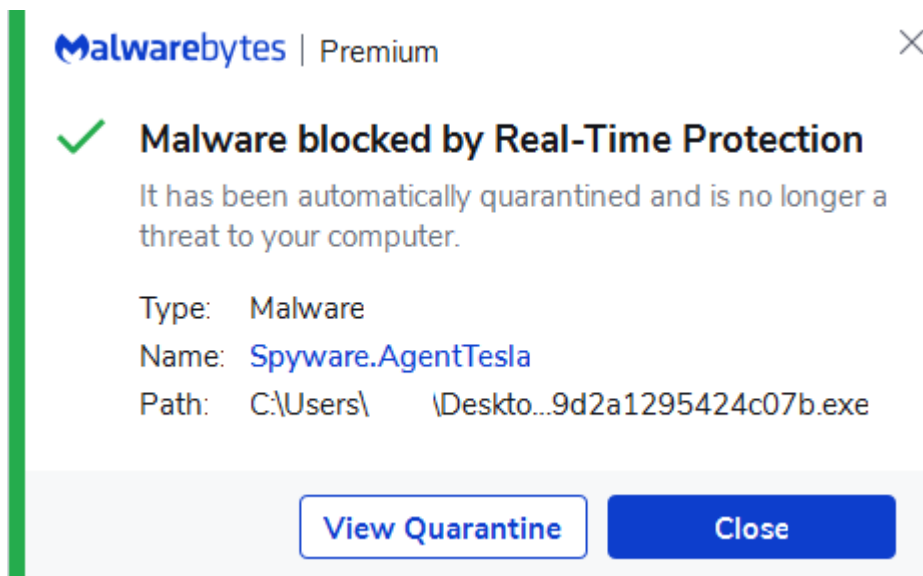 Malwarebytes | Premium
Malware blocked by Real-Time Protection
It has been automatically quarantined and is no longer a
threat to your computer.
Type: Malware
Name: Spyware.AgentTesla
Path: C:\Users\ \Deskto...9d2a1295424c07b.exe
View Quarantine Close